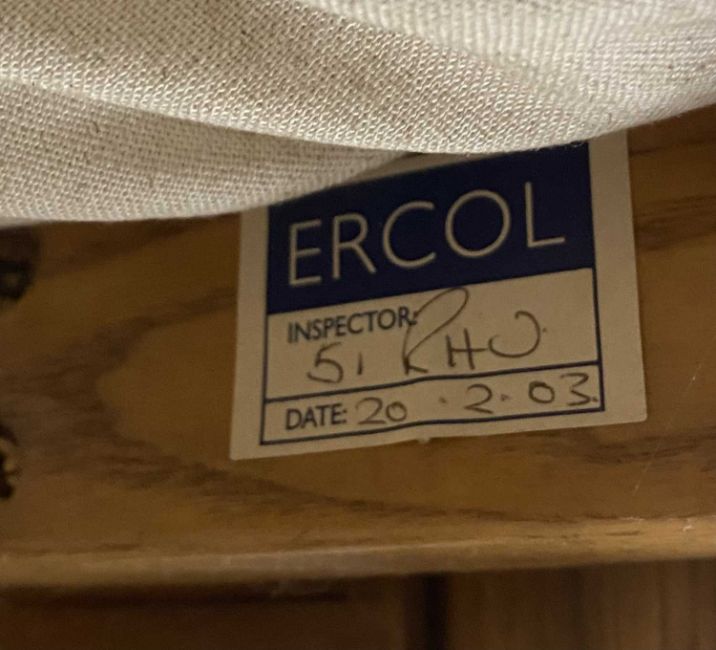 ERCOL
INSPECTOR:
51 RHO
DATE: 20.2.03.